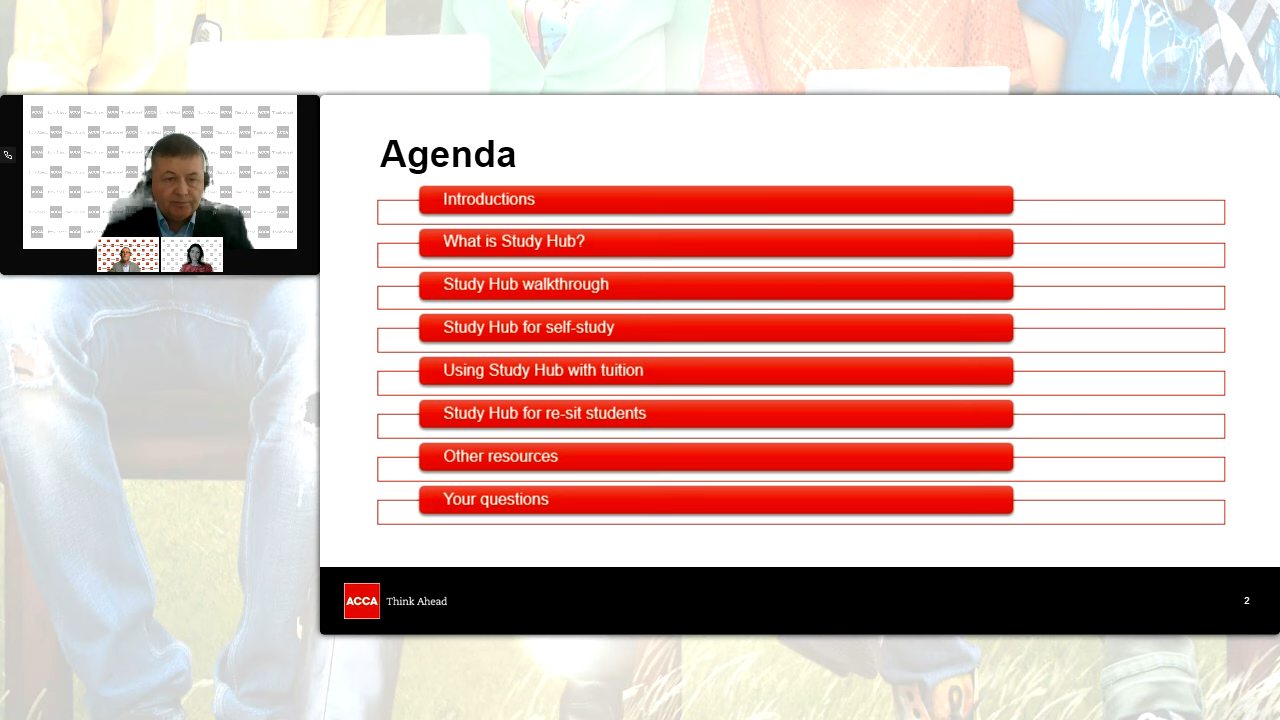 Agenda
Introductions
What is Study Hub?
Study Hub walkthrough
Study Hub for self-study
Using Study Hub with tuition
Study Hub for re-sit students
Other resources
Your questions
ACCA Think Ahead
2